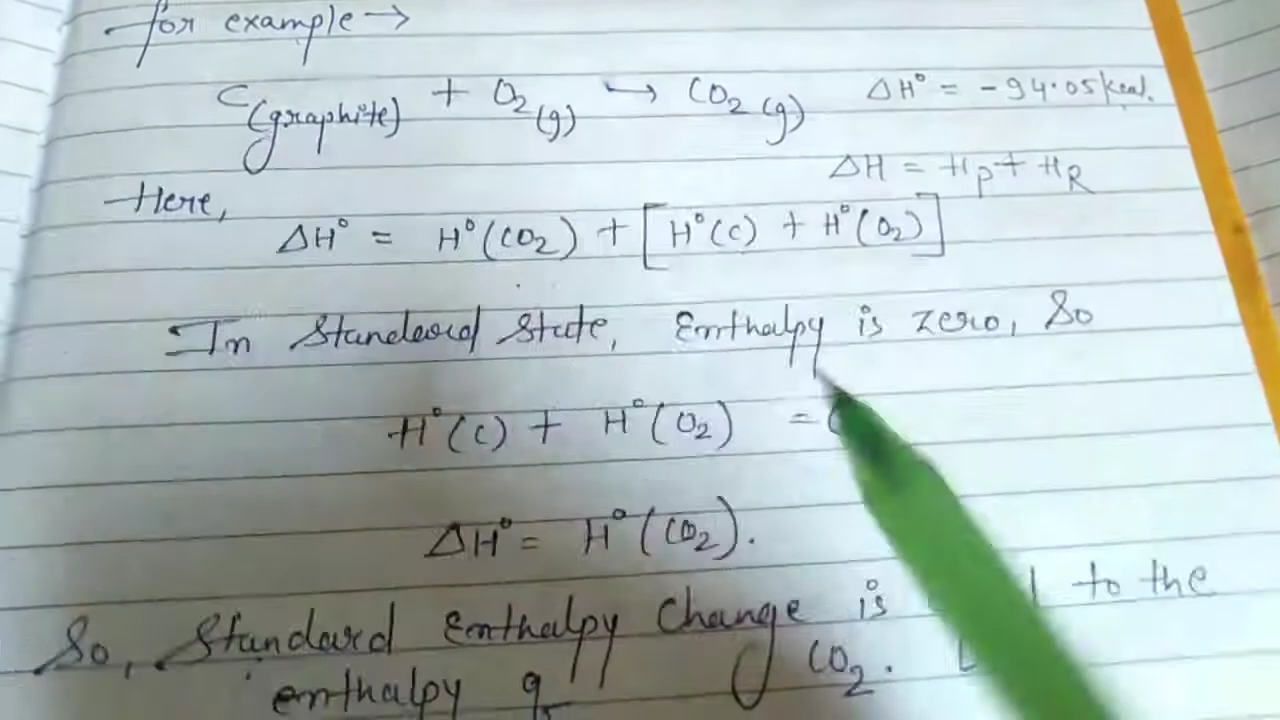 for example →
C(graphite) + O₂(g) → CO₂(g) ΔH° = -94.05 kcal.
ΔH = Hp + HR
Here,
ΔH° = H°(CO₂) + [H°(C) + H°(O₂)]
In Standard State, Enthalpy is zero, So
H°(C) + H°(O₂) =
ΔH° = H°(CO₂).
So, Standard Enthalpy Change is to the
enthalpy of CO₂.